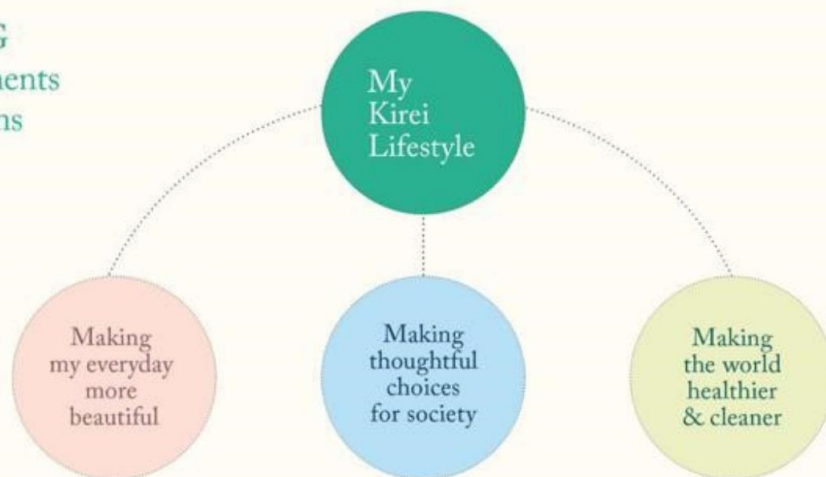 My
Kirei
Lifestyle
Making
my everyday
more
beautiful
Making
thoughtful
choices
for society
Making
the world
healthier
& cleaner